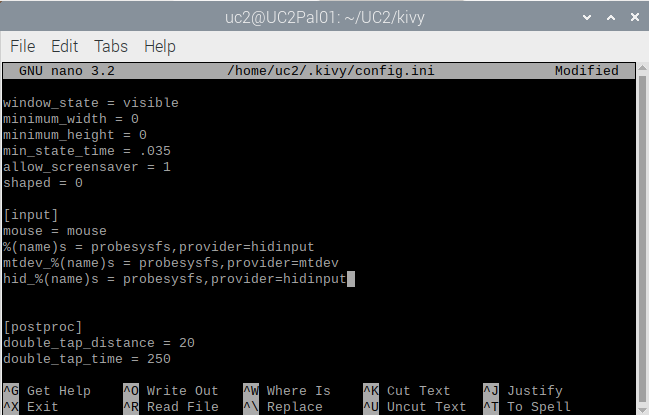 uc2@UC2Pal01: ~/UC2/kivy
File Edit Tabs Help
GNU nano 3.2 /home/uc2/.kivy/config.ini Modified
window_state = visible
minimum_width = 0
minimum_height = 0
min_state_time = .035
allow_screensaver = 1
shaped = 0
[input]
mouse = mouse
%(name)s = probesysfs,provider=hidinput
mtdev_%(name)s = probesysfs,provider=mtdev
hid_%(name)s = probesysfs,provider=hidinput
[postproc]
double_tap_distance = 20
double_tap_time = 250
^G Get Help ^O Write Out ^W Where Is ^K Cut Text ^J Justify
^X Exit ^R Read File ^\ Replace ^U Uncut Text ^T To Spell